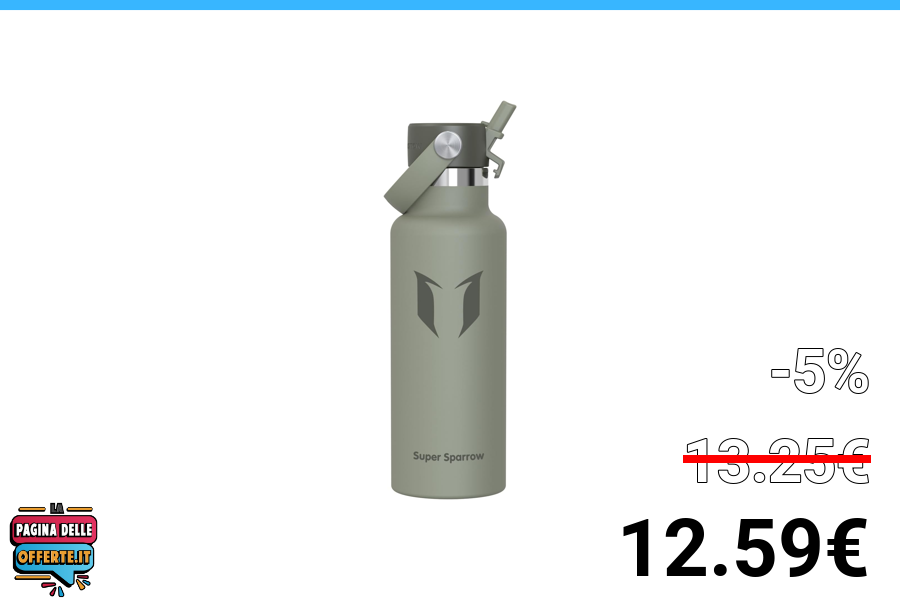 -5%
13.25€
12.59€
Super Sparrow
LA
PAGINA DELLE
OFFERTE.IT